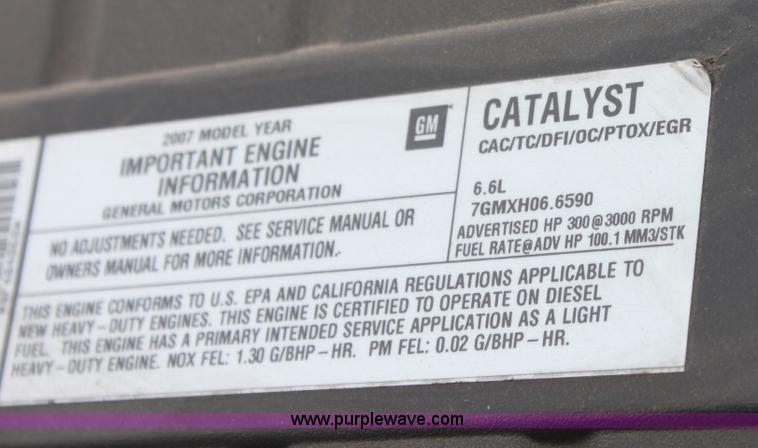 2007 MODEL YEAR
IMPORTANT ENGINE
INFORMATION
GENERAL MOTORS CORPORATION
GM
NO ADJUSTMENTS NEEDED. SEE SERVICE MANUAL OR
OWNERS MANUAL FOR MORE INFORMATION.
CATALYST
CAC/TC/DFI/OC/PTOX/EGR
6.6L
7GMXH06.6590
ADVERTISED HP 300@3000 RPM
FUEL RATE@ADV HP 100.1 MM3/STK
THIS ENGINE CONFORMS TO U.S. EPA AND CALIFORNIA REGULATIONS APPLICABLE TO
NEW HEAVY-DUTY ENGINES. THIS ENGINE IS CERTIFIED TO OPERATE ON DIESEL
FUEL. THIS ENGINE HAS A PRIMARY INTENDED SERVICE APPLICATION AS A LIGHT
HEAVY-DUTY ENGINE. NOX FEL: 1.30 G/BHP-HR. PM FEL: 0.02 G/BHP-HR.
www.purplewave.com